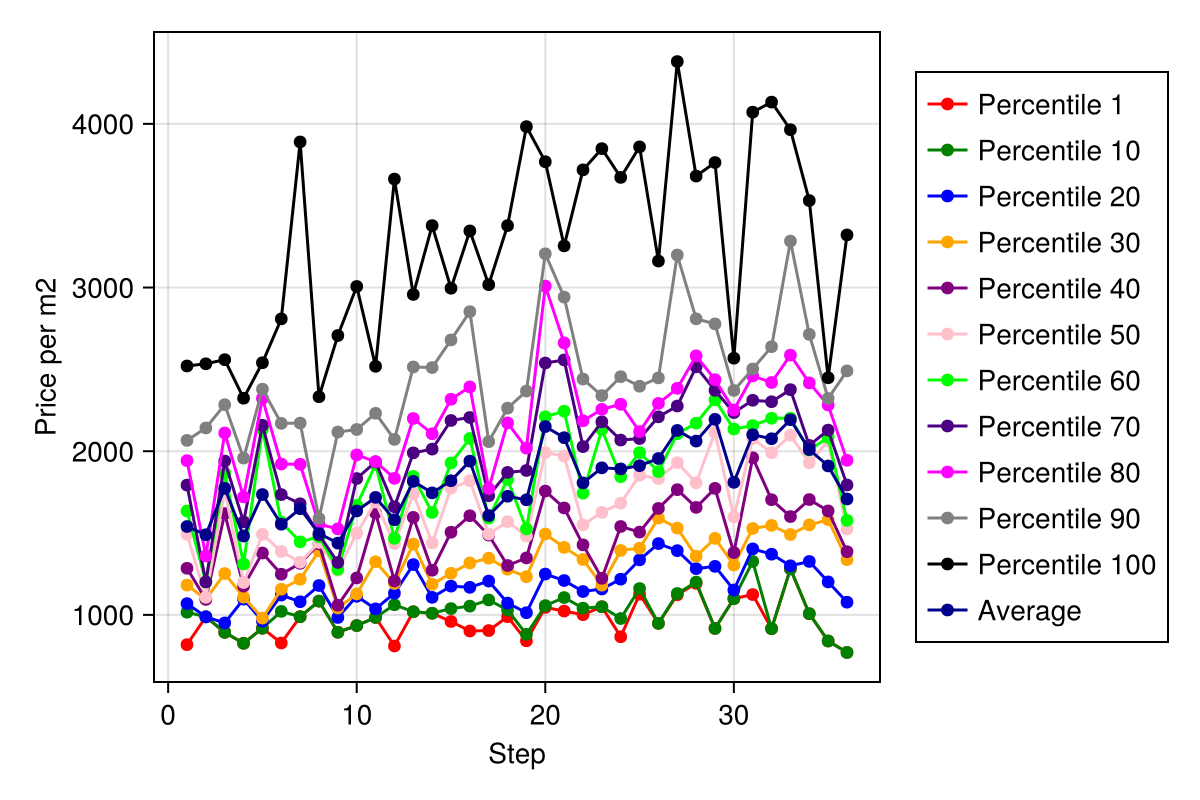 4000
3000
2000
1000
Price per m2
0 10 20 30
Step
Percentile 1
Percentile 10
Percentile 20
Percentile 30
Percentile 40
Percentile 50
Percentile 60
Percentile 70
Percentile 80
Percentile 90
Percentile 100
Average